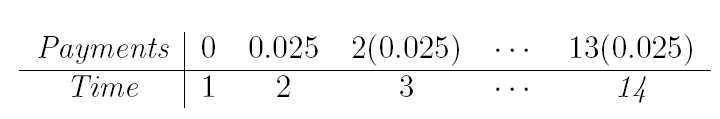 Payments 0 0.025 2(0.025) ⋯ 13(0.025)
Time 1 2 3 ⋯ 14